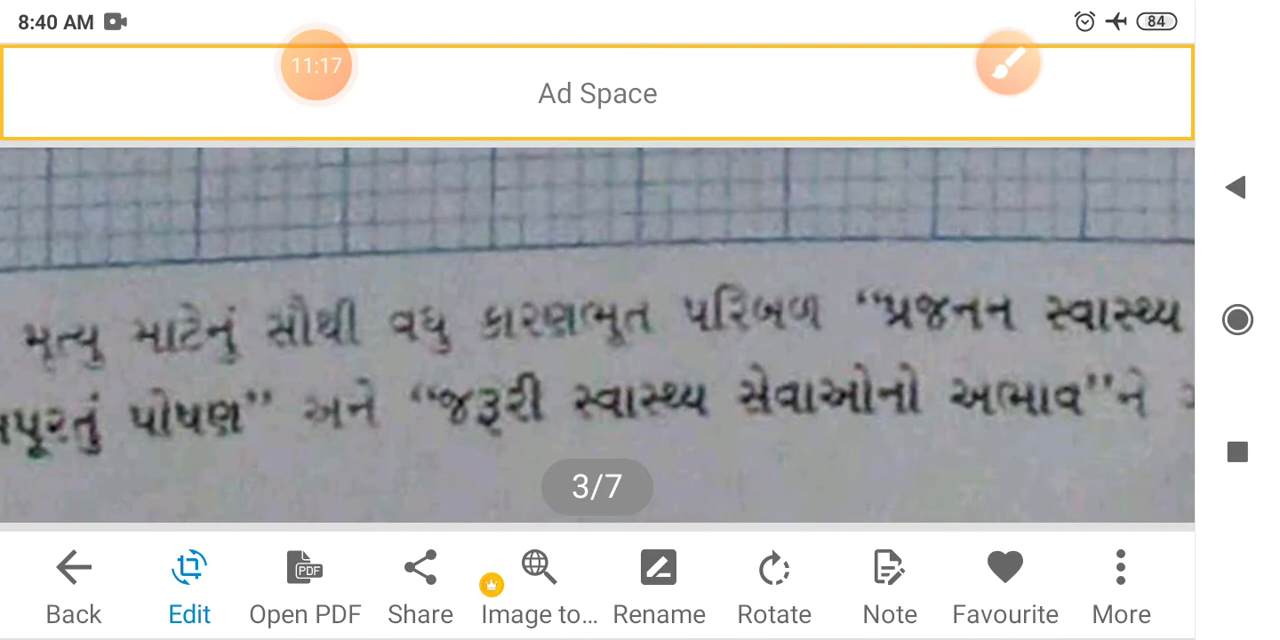 8:40 AM 84
11:17
Ad Space
મૃત્યુ માટેનું સૌથી વધુ કારણભૂત પરિબળ “પ્રજનન સ્વાસ્થ્ય
પૂરતું પોષણ” અને “જરૂરી સ્વાસ્થ્ય સેવાઓનો અભાવ”ને
3/7
Back Edit Open PDF Share Image to... Rename Rotate Note Favourite More